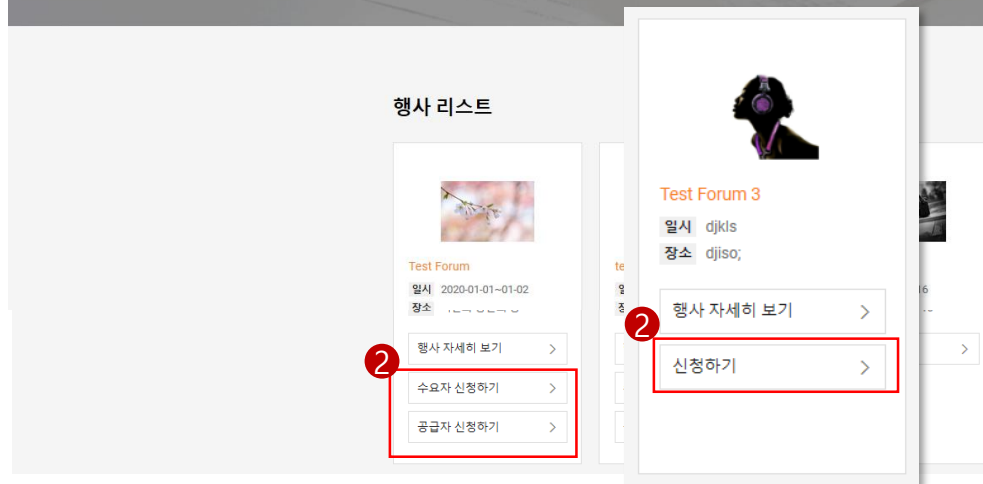 행사 리스트
Test Forum
일시 2020-01-01~01-02
장소
행사 자세히 보기
2
수요자 신청하기
공급자 신청하기
te
Test Forum 3
일시 djkls
장소 djiso;
행사 자세히 보기
2
신청하기
16